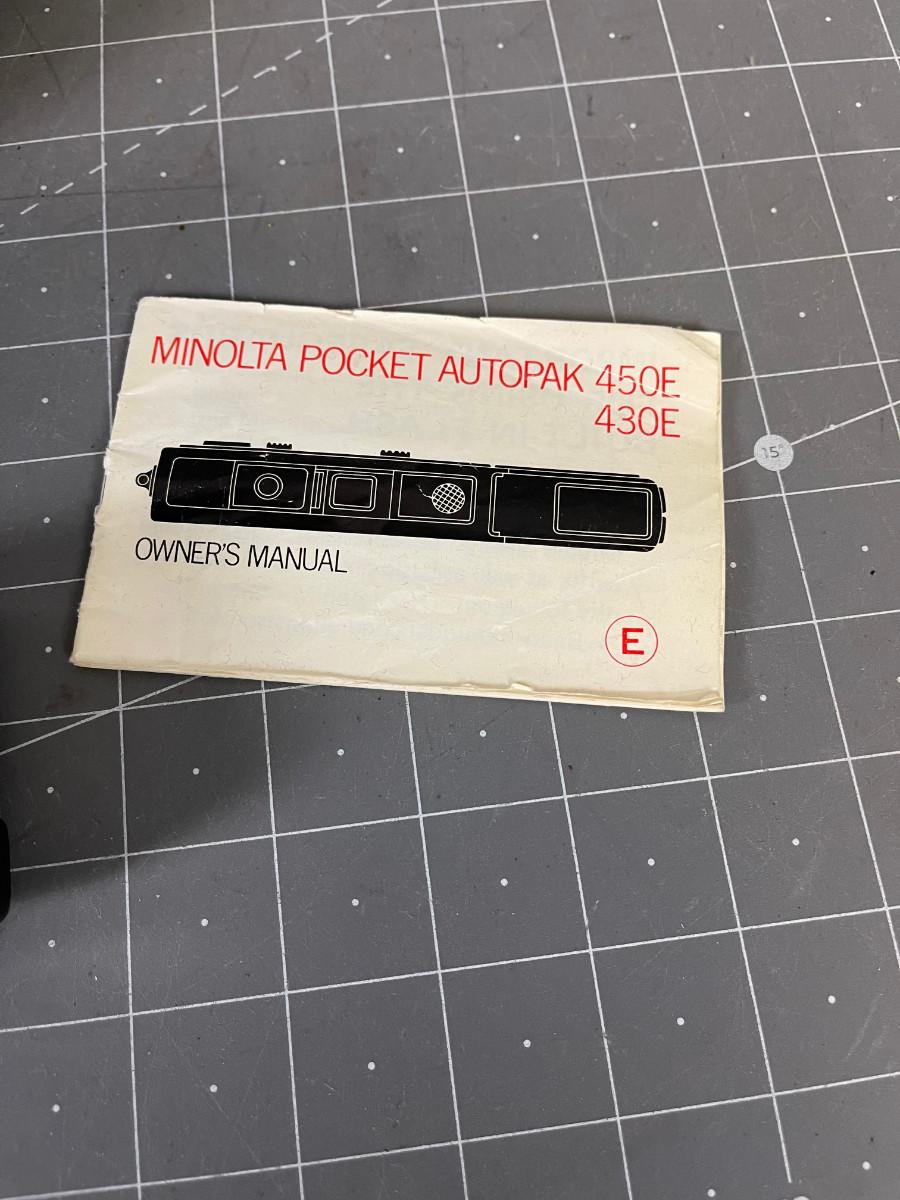 MINOLTA POCKET AUTOPAK 450E
430E
OWNER'S MANUAL
E
15°